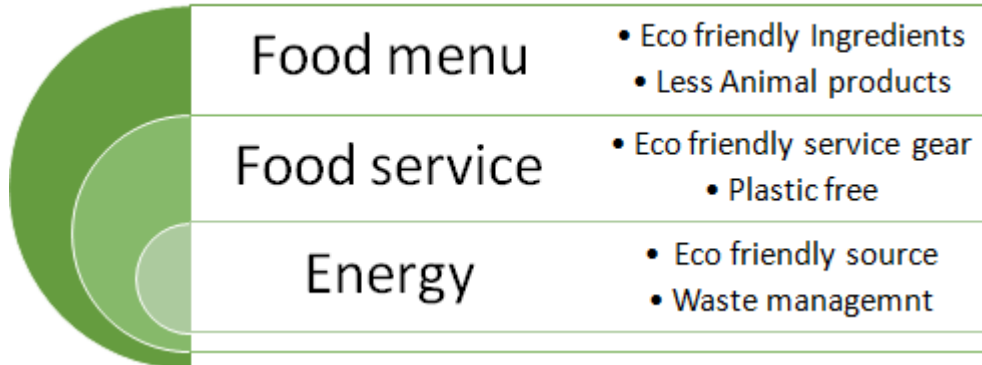 Food menu
• Eco friendly Ingredients
• Less Animal products
Food service
• Eco friendly service gear
• Plastic free
Energy
• Eco friendly source
• Waste managemnt